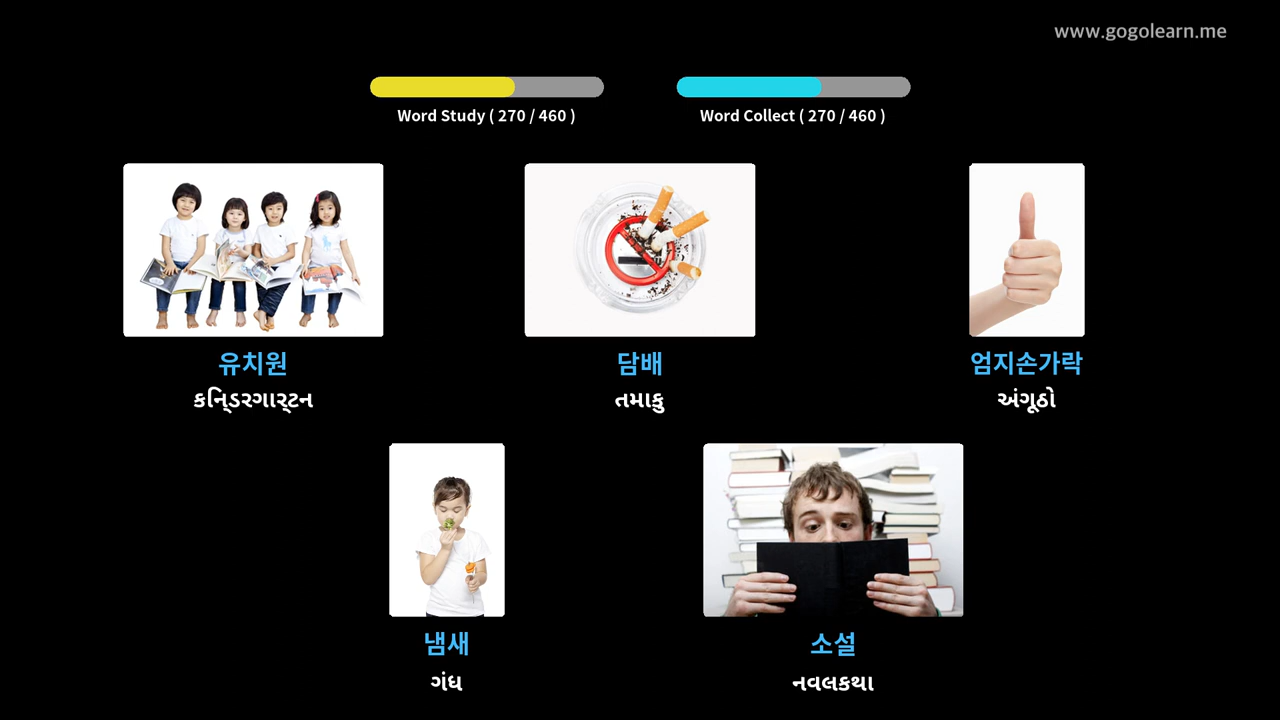 www.gogolearn.me
Word Study ( 270 / 460 )
Word Collect ( 270 / 460 )
유치원
કનિ્ડરગાર્ટન
담배
તમાકુ
엄지손가락
અંગૂઠો
냄새
ગંધ
소설
નવલકથા